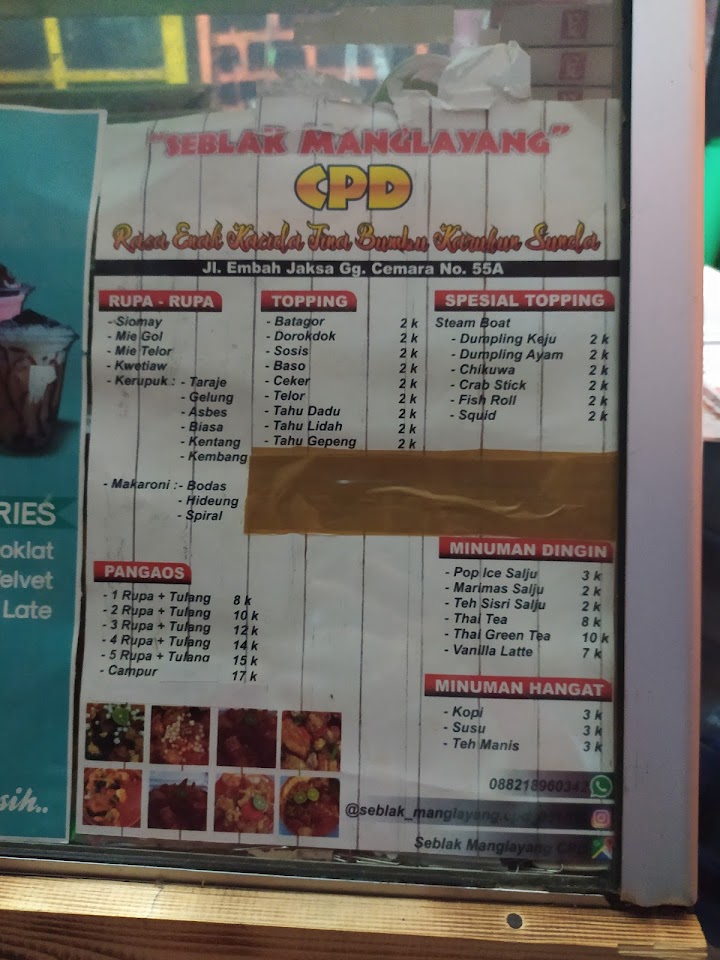 "SEBLAK MANGLAYANG"
CPD
Rasa Enak Kacida Tina Bumbu Karuhun Sunda
Jl. Embah Jaksa Gg. Cemara No. 55A
RUPA - RUPA
- Siomay
- Mie Gol
- Mie Telor
- Kwetiaw
- Kerupuk : - Taraje
- Gelung
- Asbes
- Biasa
- Kentang
- Kembang
- Makaroni : - Bodas
- Hideung
- Spiral
TOPPING
- Batagor 2 k
- Dorokdok 2 k
- Sosis 2 k
- Baso 2 k
- Ceker 2 k
- Telor 2 k
- Tahu Dadu 2 k
- Tahu Lidah 2 k
- Tahu Gepeng 2 k
SPESIAL TOPPING
Steam Boat
- Dumpling Keju 2 k
- Dumpling Ayam 2 k
- Chikuwa 2 k
- Crab Stick 2 k
- Fish Roll 2 k
- Squid 2 k
PANGAOS
- 1 Rupa + Tulang 8 k
- 2 Rupa + Tulang 10 k
- 3 Rupa + Tulang 12 k
- 4 Rupa + Tulang 14 k
- 5 Rupa + Tulang 15 k
- Campur 17 k
MINUMAN DINGIN
- Pop Ice Salju 3 k
- Marimas Salju 2 k
- Teh Sisri Salju 2 k
- Thai Tea 8 k
- Thai Green Tea 10 k
- Vanilla Latte 7 k
MINUMAN HANGAT
- Kopi 3 k
- Susu 3 k
- Teh Manis 3 k
088218960342
Seblak Manglayang CPD
RIES
oklat
elvet
Late
sih..